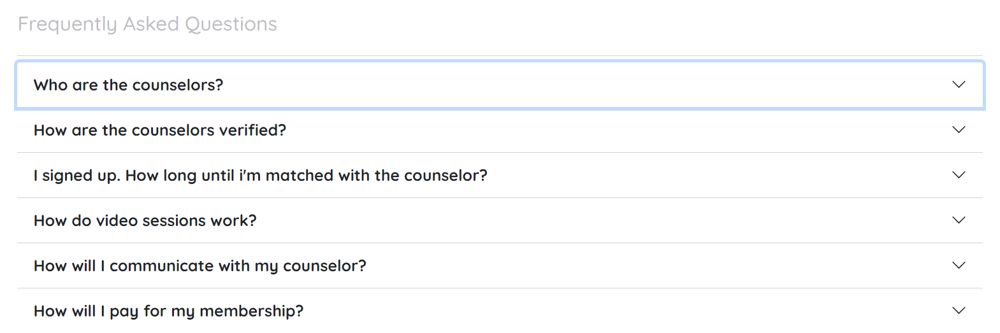 Frequently Asked Questions
Who are the counselors?
How are the counselors verified?
I signed up. How long until i'm matched with the counselor?
How do video sessions work?
How will I communicate with my counselor?
How will I pay for my membership?